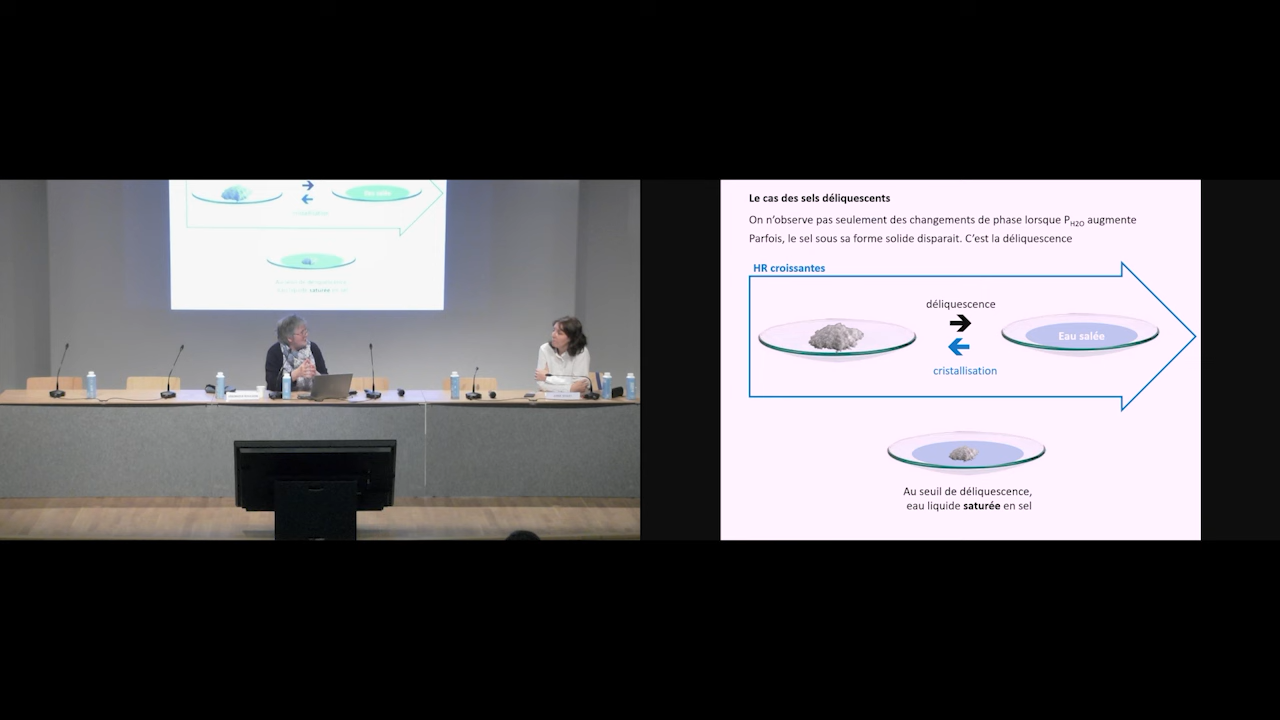 Le cas des sels déliquescents
On n'observe pas seulement des changements de phase lorsque P_H2O augmente
Parfois, le sel sous sa forme solide disparait. C'est la déliquescence
HR croissantes
déliquescence
Eau salée
cristallisation
Au seuil de déliquescence,
eau liquide saturée en sel